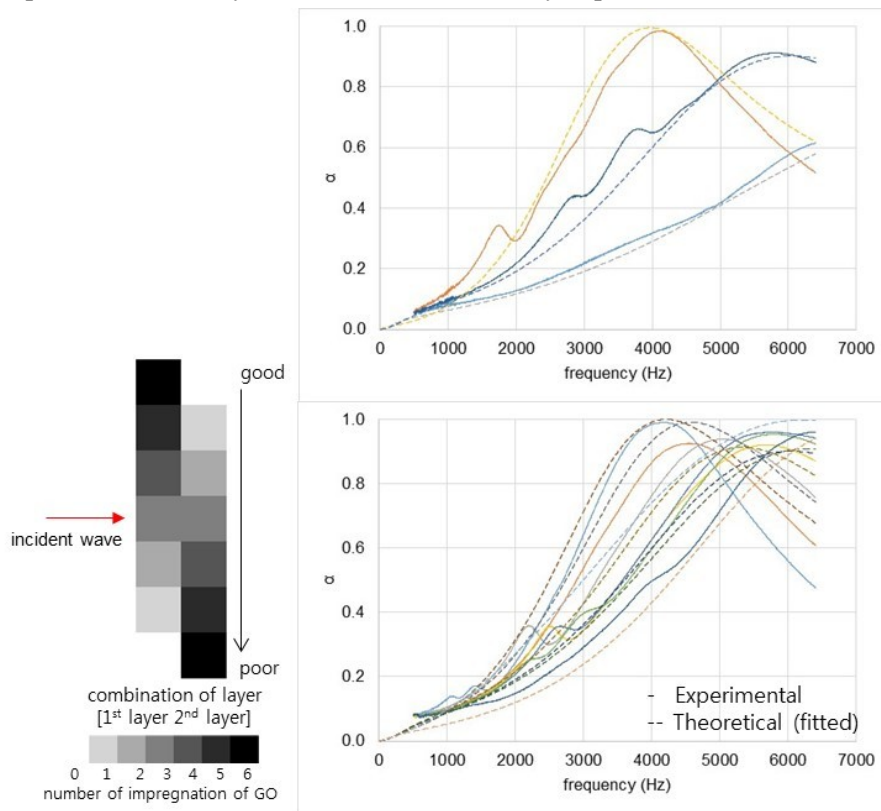 1.0
0.8
0.6
0.4
0.2
0.0
α
0 1000 2000 3000 4000 5000 6000 7000
frequency (Hz)
good
incident wave
poor
combination of layer
[1st layer 2nd layer]
0 1 2 3 4 5 6
number of impregnation of GO
1.0
0.8
0.6
0.4
0.2
0.0
α
- Experimental
-- Theoretical (fitted)
0 1000 2000 3000 4000 5000 6000 7000
frequency (Hz)